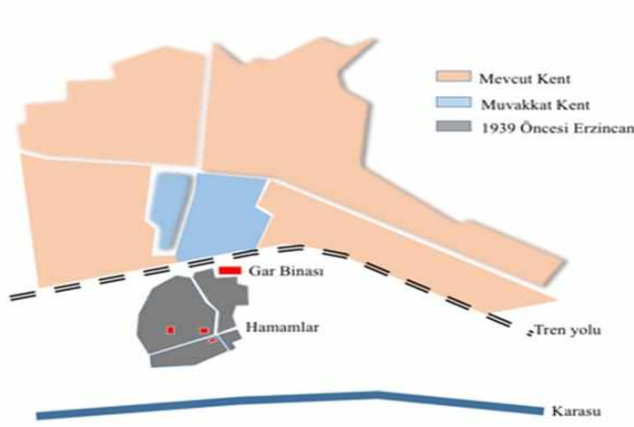 Mevcut Kent
Muvakkat Kent
1939 Öncesi Erzincan
Gar Binası
Hamamlar
Tren yolu
Karasu